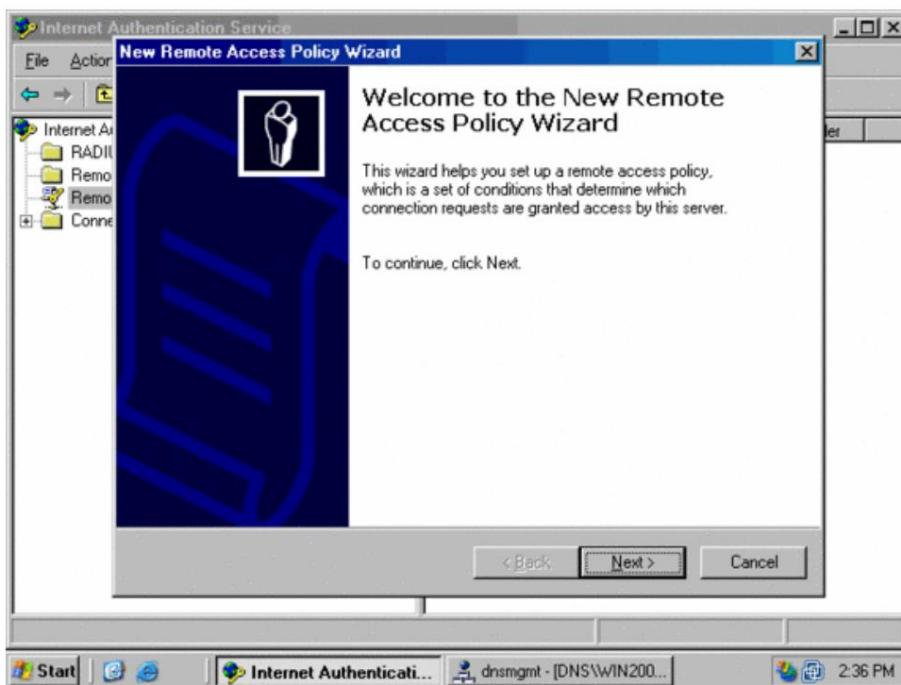 Internet Authentication Service
File Action
New Remote Access Policy Wizard
Welcome to the New Remote
Access Policy Wizard
This wizard helps you set up a remote access policy,
which is a set of conditions that determine which
connection requests are granted access by this server.
To continue, click Next.
Internet Au
RADIU
Remo
Remo
Conne
der
< Back
Next >
Cancel
Start
Internet Authenticati...
dnsmgmt - [DNS\WIN200...
2:36 PM